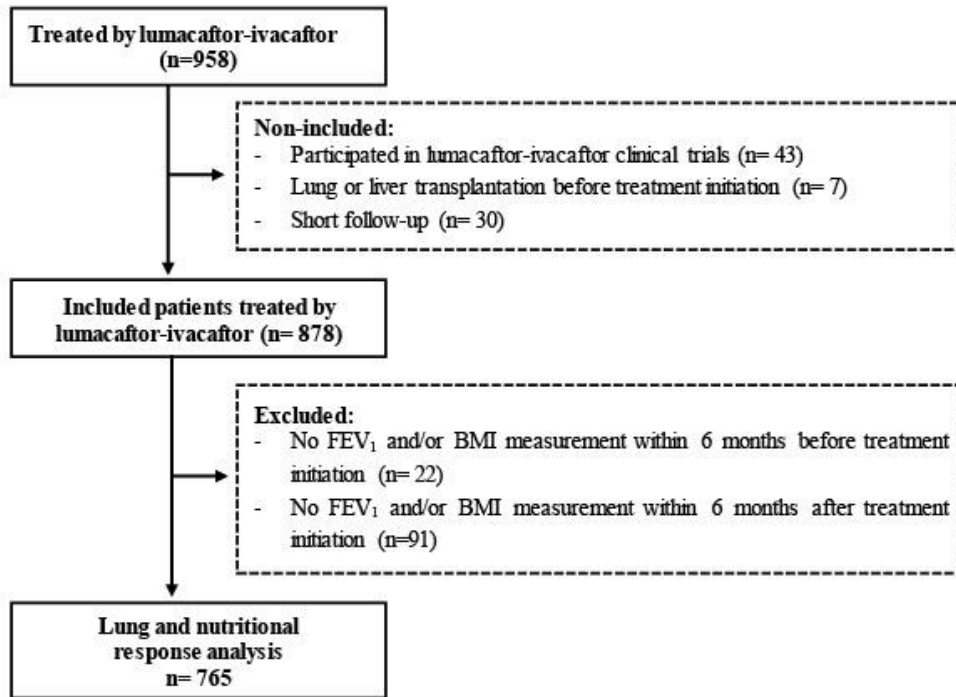 Treated by lumacaftor-ivacaftor
(n=958)
Non-included:
- Participated in lumacaftor-ivacaftor clinical trials (n= 43)
- Lung or liver transplantation before treatment initiation (n= 7)
- Short follow-up (n= 30)
Included patients treated by
lumacaftor-ivacaftor (n= 878)
Excluded:
- No FEV₁ and/or BMI measurement within 6 months before treatment
initiation (n= 22)
- No FEV₁ and/or BMI measurement within 6 months after treatment
initiation (n=91)
Lung and nutritional
response analysis
n= 765